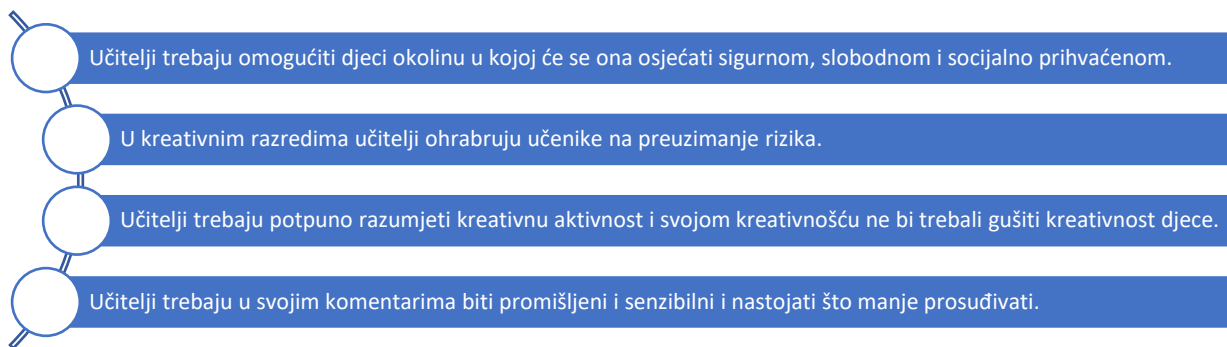 Učitelji trebaju omogućiti djeci okolinu u kojoj će se ona osjećati sigurnom, slobodnom i socijalno prihvaćenom.
U kreativnim razredima učitelji ohrabruju učenike na preuzimanje rizika.
Učitelji trebaju potpuno razumjeti kreativnu aktivnost i svojom kreativnošću ne bi trebali gušiti kreativnost djece.
Učitelji trebaju u svojim komentarima biti promišljeni i senzibilni i nastojati što manje prosuđivati.